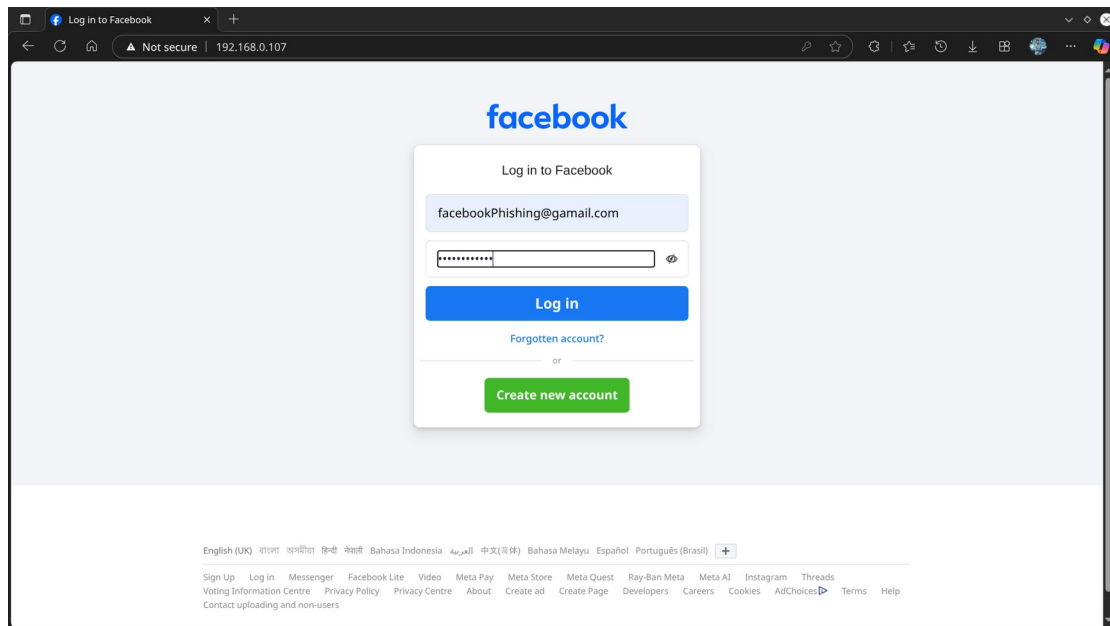 Log in to Facebook
Not secure 192.168.0.107
facebook
Log in to Facebook
facebookPhishing@gamail.com
Log in
Forgotten account?
or
Create new account
English (UK) বাংলা অসমীয়া हिन्दी नेपाली Bahasa Indonesia العربية 中文(简体) Bahasa Melayu Español Português (Brasil)
Sign Up Log in Messenger Facebook Lite Video Meta Pay Meta Store Meta Quest Ray-Ban Meta Meta AI Instagram Threads
Voting Information Centre Privacy Policy Privacy Centre About Create ad Create Page Developers Careers Cookies AdChoices Terms Help
Contact uploading and non-users